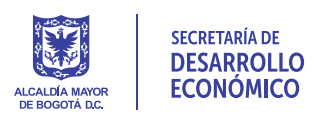 ALCALDÍA MAYOR
DE BOGOTÁ D.C.
SECRETARÍA DE
DESARROLLO
ECONÓMICO